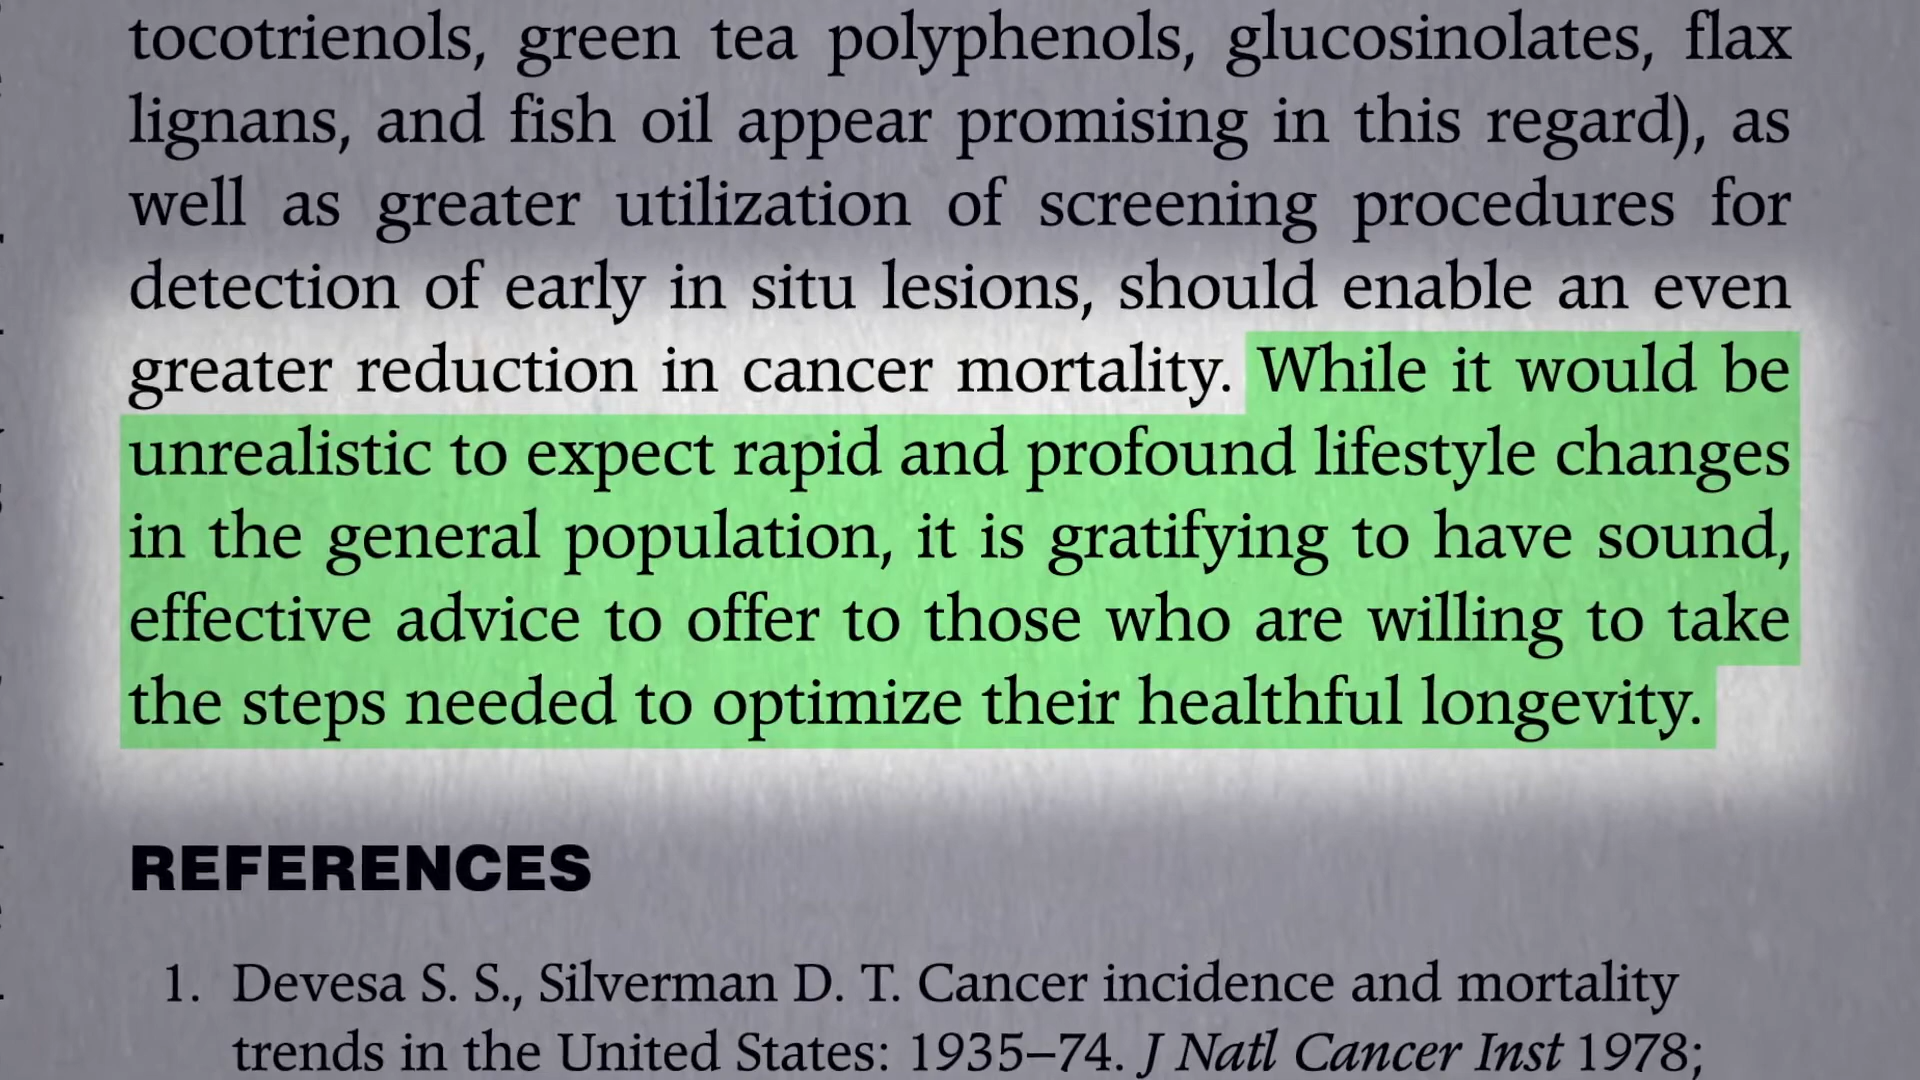 tocotrienols, green tea polyphenols, glucosinolates, flax
lignans, and fish oil appear promising in this regard), as
well as greater utilization of screening procedures for
detection of early in situ lesions, should enable an even
greater reduction in cancer mortality. While it would be
unrealistic to expect rapid and profound lifestyle changes
in the general population, it is gratifying to have sound,
effective advice to offer to those who are willing to take
the steps needed to optimize their healthful longevity.
REFERENCES
1. Devesa S. S., Silverman D. T. Cancer incidence and mortality
trends in the United States: 1935–74. J Natl Cancer Inst 1978;